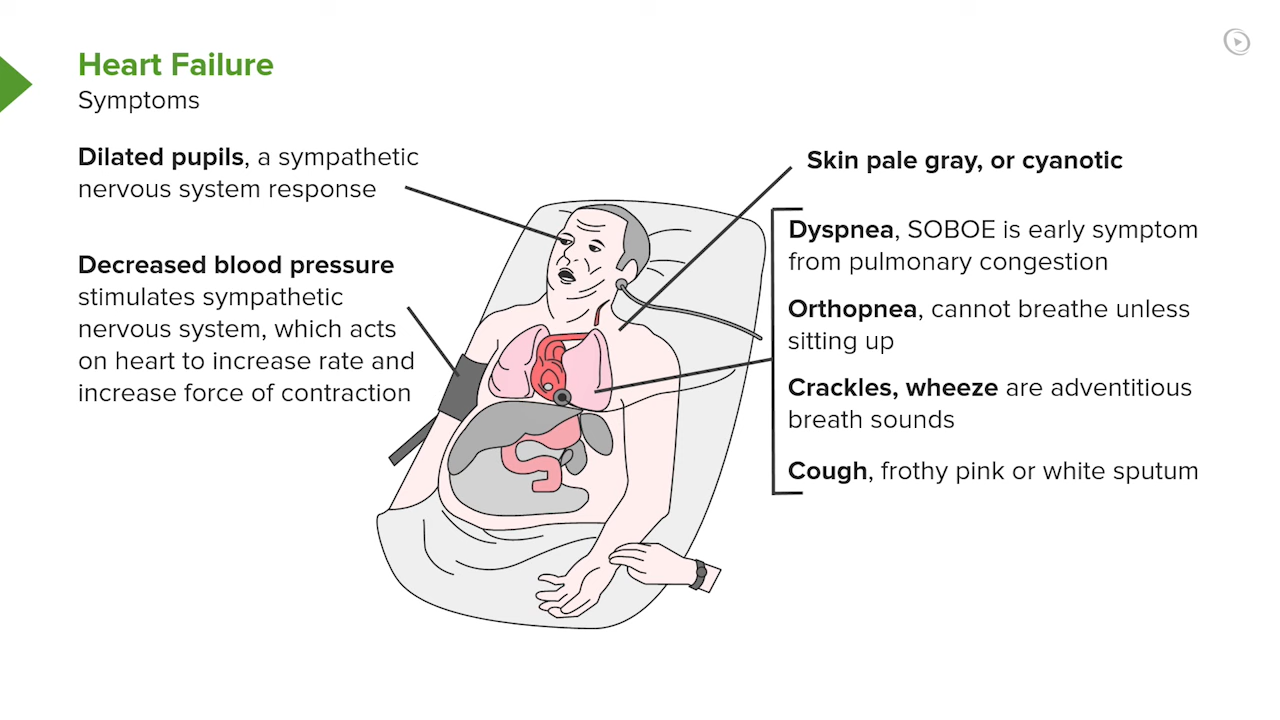 Heart Failure
Symptoms
Dilated pupils, a sympathetic
nervous system response
Decreased blood pressure
stimulates sympathetic
nervous system, which acts
on heart to increase rate and
increase force of contraction
Skin pale gray, or cyanotic
Dyspnea, SOBOE is early symptom
from pulmonary congestion
Orthopnea, cannot breathe unless
sitting up
Crackles, wheeze are adventitious
breath sounds
Cough, frothy pink or white sputum